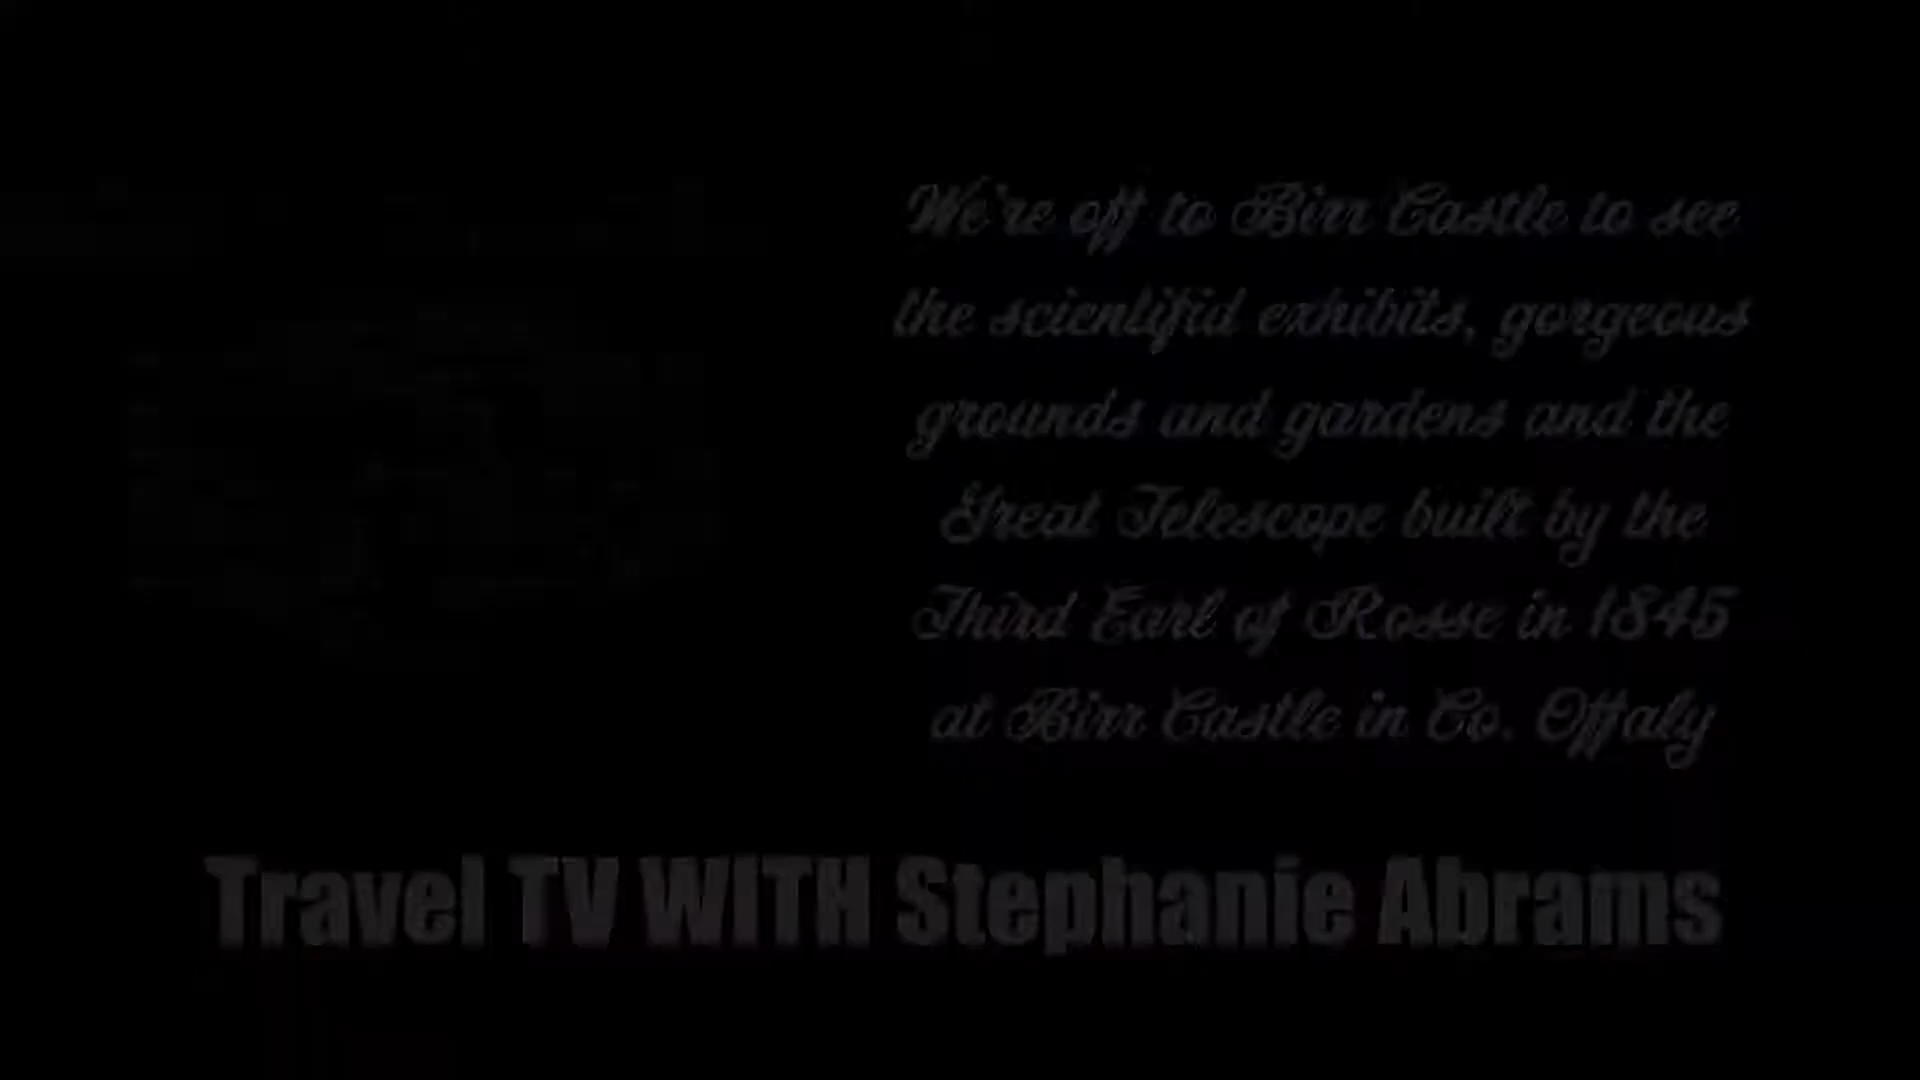 We're off to Birr Castle to see
the scientifid exhibits, gorgeous
grounds and gardens and the
Great Telescope built by the
Third Earl of Rosse in 1845
at Birr Castle in Co. Offaly
Travel TV WITH Stephanie Abrams